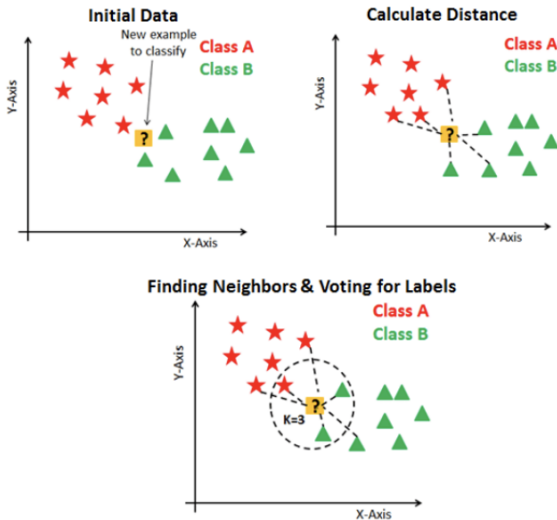 Initial Data
New example
to classify
Class A
Class B
?
Y-Axis
X-Axis
Calculate Distance
Class A
Class B
?
Y-Axis
X-Axis
Finding Neighbors & Voting for Labels
Class A
Class B
?
K=3
Y-Axis
X-Axis